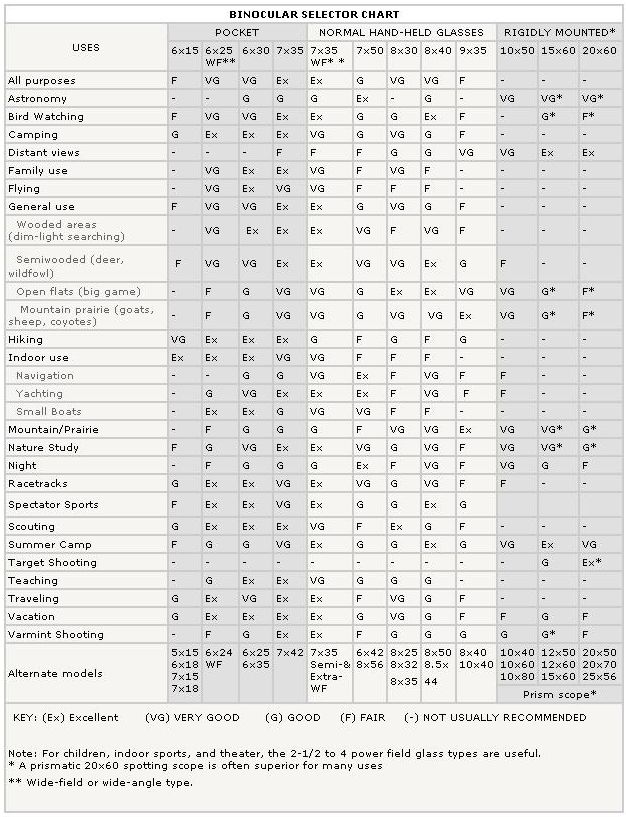 BINOCULAR SELECTOR CHART
USES POCKET NORMAL HAND-HELD GLASSES RIGIDLY MOUNTED*
6x15 6x25 WF** 6x30 7x35 7x35 WF* * 7x50 8x30 8x40 9x35 10x50 15x60 20x60
All purposes F VG VG Ex Ex G VG VG F - - -
Astronomy - - G G G Ex - G - VG VG* VG*
Bird Watching F VG VG Ex Ex G G Ex F - G* F*
Camping G Ex Ex Ex VG G VG G F - - -
Distant views - - - F F F G G VG VG Ex Ex
Family use - VG Ex Ex VG F VG F - - - -
Flying - VG Ex VG VG F F F - - - -
General use F VG VG Ex Ex G VG G F - - -
Wooded areas (dim-light searching) - VG Ex Ex Ex VG F VG F - - -
Semiwooded (deer, wildfowl) F VG VG Ex Ex VG VG Ex G F - -
Open flats (big game) - F G VG VG G Ex Ex VG VG G* F*
Mountain prairie (goats, sheep, coyotes) - F G VG VG G VG VG Ex VG G* F*
Hiking VG Ex Ex Ex G F G F G - - -
Indoor use Ex Ex Ex VG VG F F F - - - -
Navigation - - G G VG Ex F VG F F - -
Yachting - G VG Ex Ex Ex F VG F F - -
Small Boats - Ex Ex G VG VG F F - - - -
Mountain/Prairie - F G G G F VG VG Ex VG VG* G*
Nature Study F G VG Ex Ex VG G VG F VG VG* G*
Night - F G G G Ex F VG F VG G F
Racetracks G Ex Ex VG Ex VG G VG F F - -
Spectator Sports F Ex Ex VG Ex G G Ex G
Scouting G Ex Ex Ex VG F Ex G F - - -
Summer Camp F G G VG Ex G G Ex G VG Ex VG
Target Shooting - - - - - - - - - - G Ex*
Teaching - G Ex Ex VG G G G - - - -
Traveling G Ex VG Ex Ex F VG G F - - -
Vacation G Ex Ex Ex Ex G VG G F F G F
Varmint Shooting - F G Ex Ex F G G G G G* F
Alternate models 5x15 6x24 6x25 7x42 7x35 6x42 8x25 8x50 8x40 10x40 12x50 20x50
6x18 WF 6x35 Semi-& 8x56 8x32 8.5x 10x40 10x60 12x60 20x70
7x15 Extra- 8x35 44 10x80 15x60 25x56
7x18 WF Prism scope*
KEY: (Ex) Excellent (VG) VERY GOOD (G) GOOD (F) FAIR (-) NOT USUALLY RECOMMENDED
Note: For children, indoor sports, and theater, the 2-1/2 to 4 power field glass types are useful.
* A prismatic 20x60 spotting scope is often superior for many uses
** Wide-field or wide-angle type.